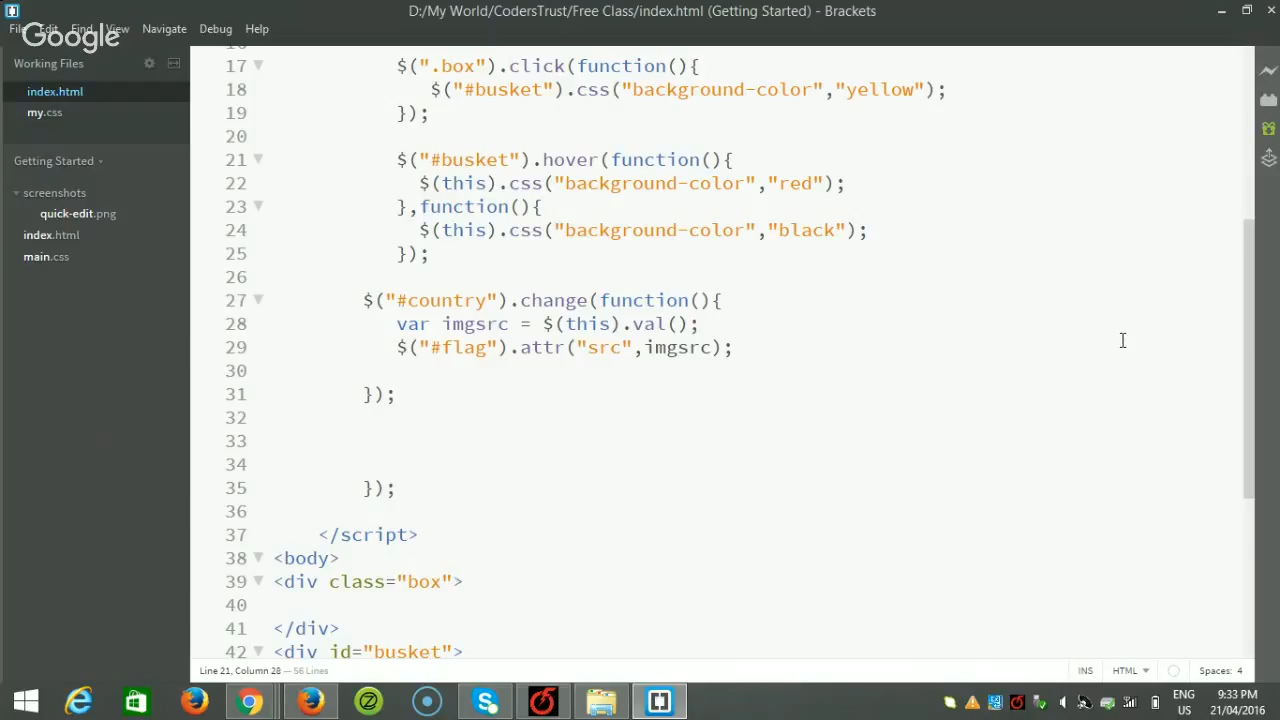 D:/My World/CodersTrust/Free Class/index.html (Getting Started) - Brackets
File Edit Find View Navigate Debug Help
Google
Working Files
index.html
my.css
Getting Started
screenshots
quick-edit.png
index.html
main.css
17 $(".box").click(function(){
18 $("#busket").css("background-color","yellow");
19 });
20
21 $("#busket").hover(function(){
22 $(this).css("background-color","red");
23 },function(){
24 $(this).css("background-color","black");
25 });
26
27 $("#country").change(function(){
28 var imgsrc = $(this).val();
29 $("#flag").attr("src",imgsrc);
30
31 });
32
33
34
35 });
36
37 </script>
38 <body>
39 <div class="box">
40
41 </div>
42 <div id="busket">
Line 21, Column 28 — 56 Lines
INS HTML Spaces: 4
ENG 9:33 PM
US 21/04/2016